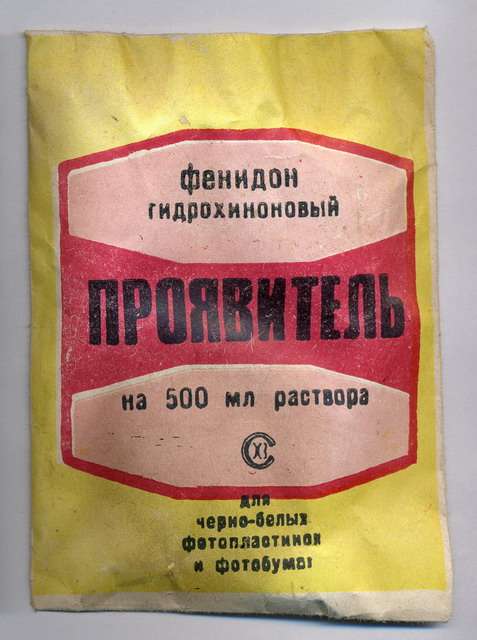 фенидон
гидрохиноновый
ПРОЯВИТЕЛЬ
на 500 мл раствора
для
черно-белых
фотопластинок
и фотобумаг